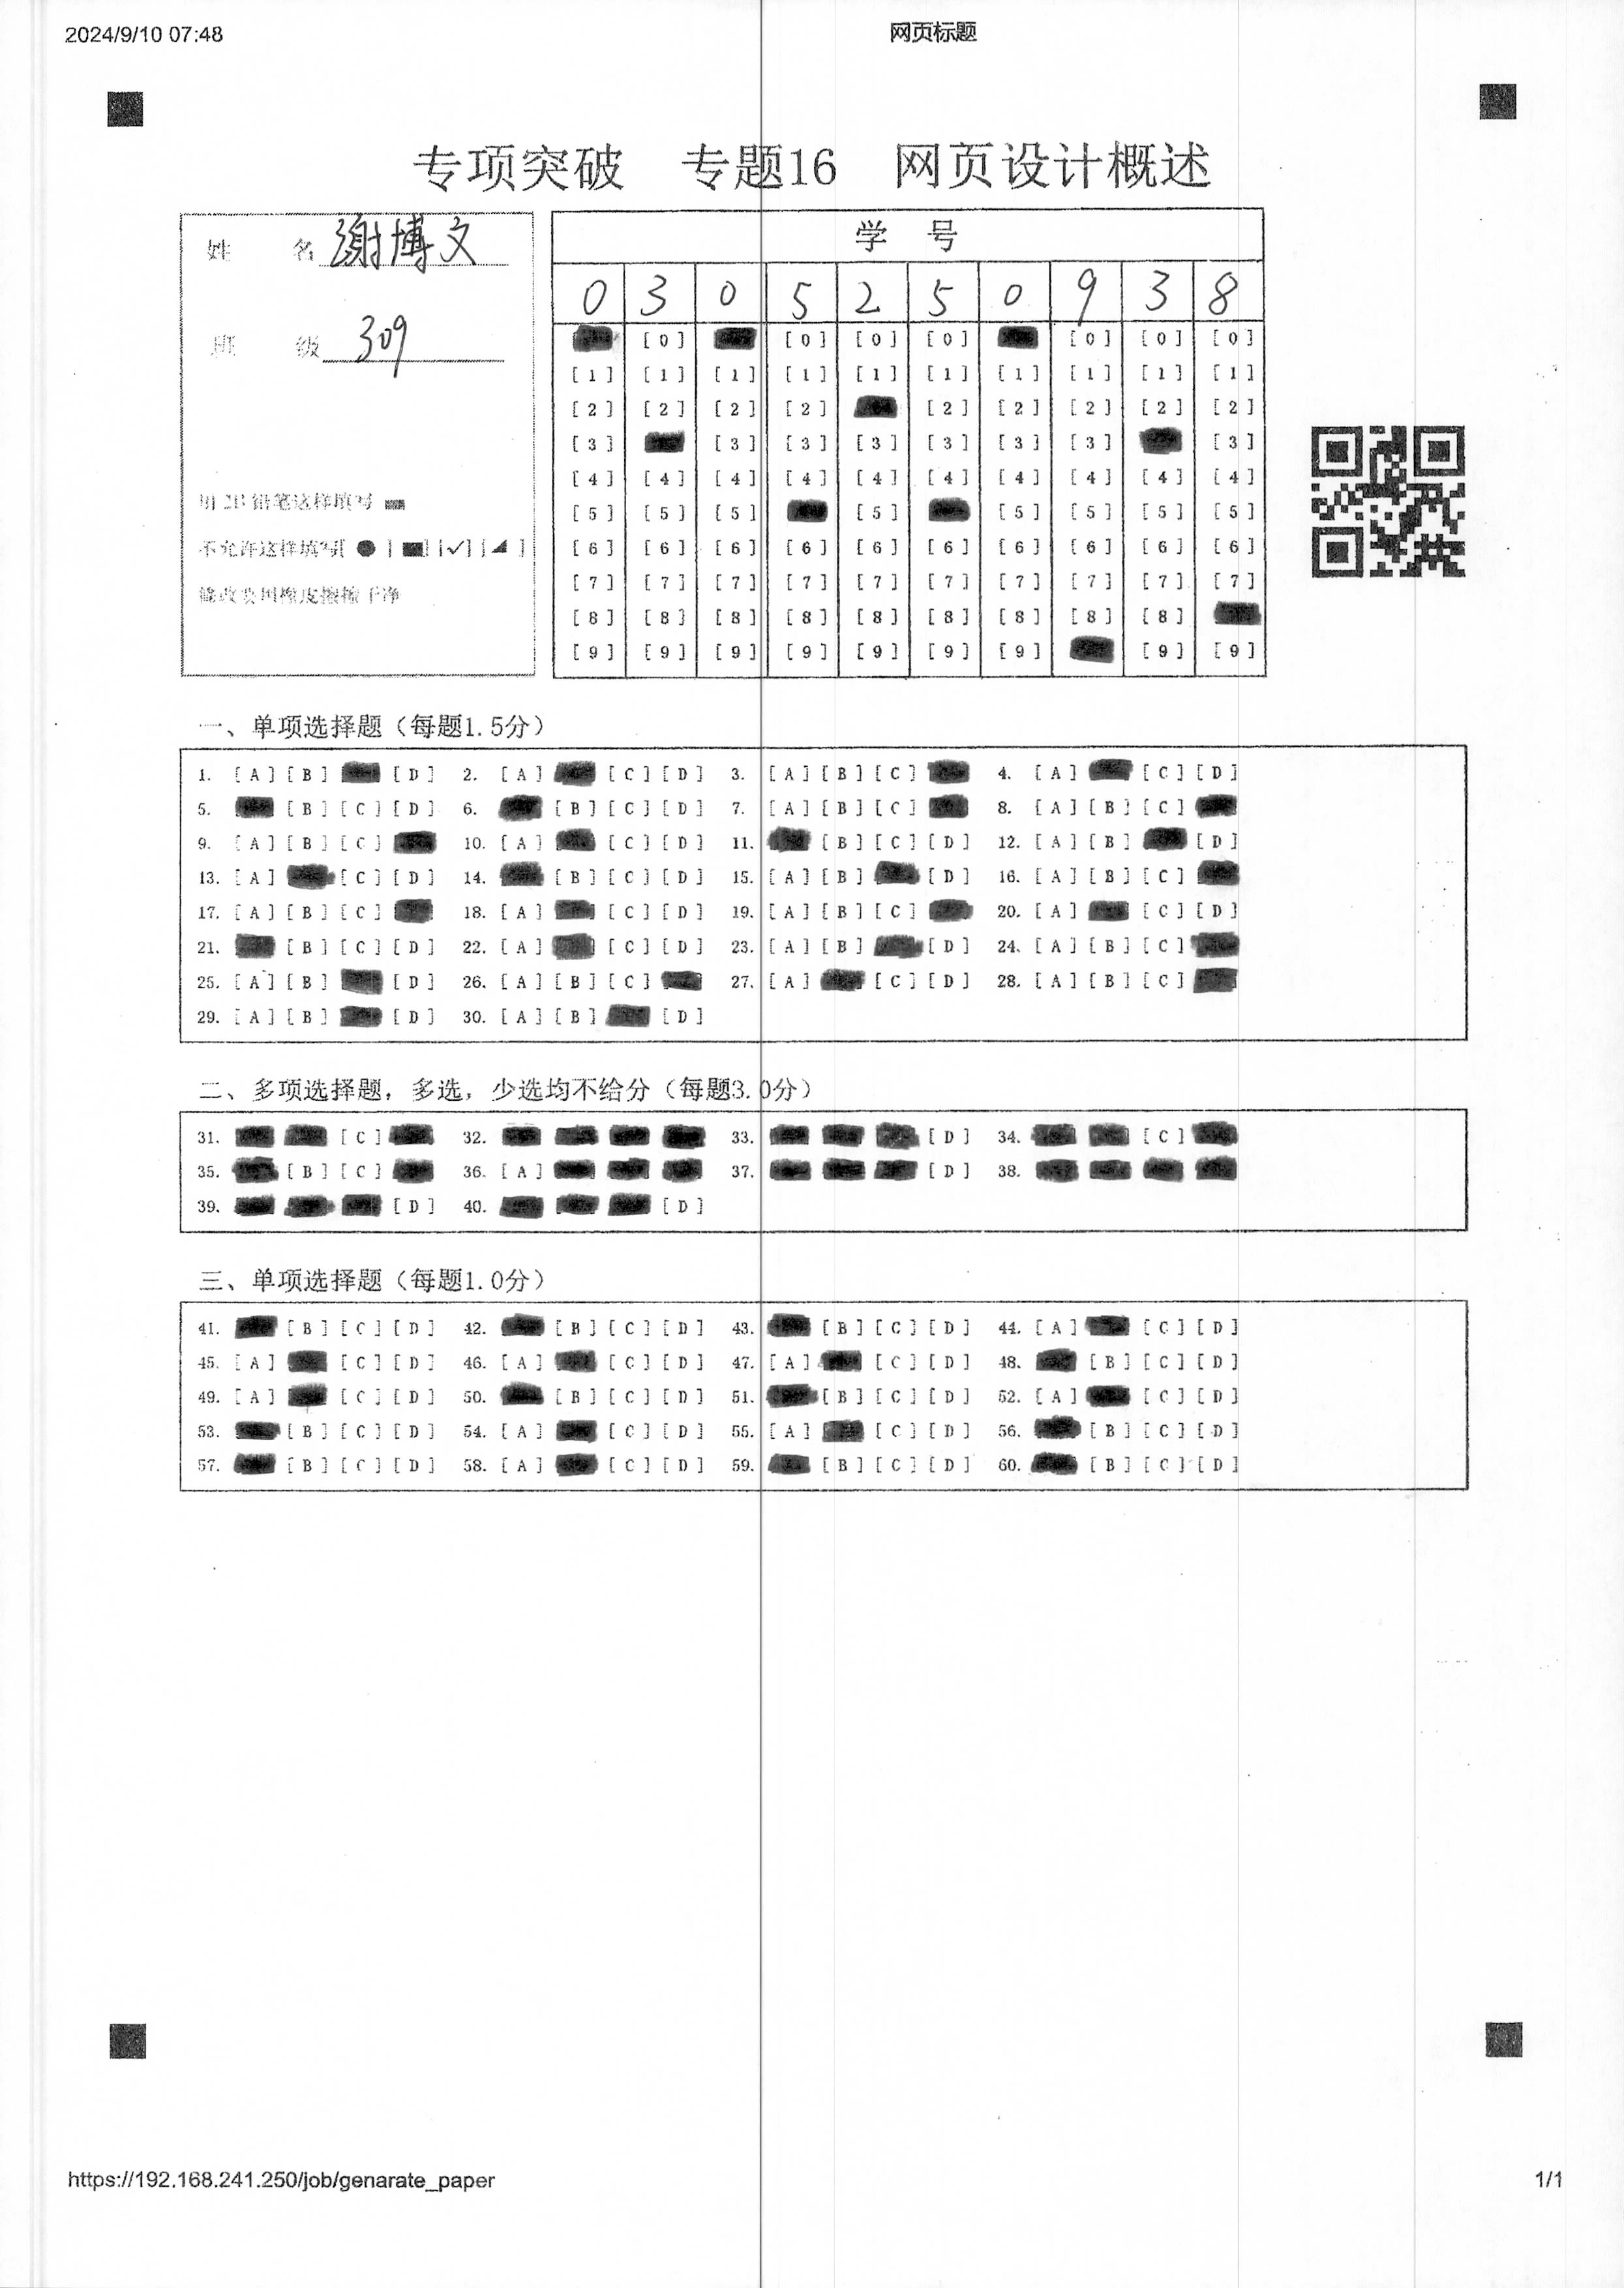 2024/9/10 07:48 网页标题
专项突破 专题16 网页设计概述
姓 名 谢博文
班 级 309
用 2B 铅笔这样填写
不允许这样填写[ ● ] [■] [✓] [◢ ]
修改要用橡皮擦擦干净
学 号
0 3 0 5 2 5 0 9 3 8
[0] [0] [0] [0] [0] [0] [0]
[1] [1] [1] [1] [1] [1] [1] [1] [1] [1]
[2] [2] [2] [2] [2] [2] [2] [2] [2]
[3] [3] [3] [3] [3] [3] [3] [3]
[4] [4] [4] [4] [4] [4] [4] [4] [4] [4]
[5] [5] [5] [5] [5] [5] [5] [5]
[6] [6] [6] [6] [6] [6] [6] [6] [6] [6]
[7] [7] [7] [7] [7] [7] [7] [7] [7] [7]
[8] [8] [8] [8] [8] [8] [8] [8] [8]
[9] [9] [9] [9] [9] [9] [9] [9] [9]
一、单项选择题（每题1.5分）
1. [A] [B] [D] 2. [A] [C] [D] 3. [A] [B] [C] 4. [A] [C] [D]
5. [B] [C] [D] 6. [B] [C] [D] 7. [A] [B] [C] 8. [A] [B] [C]
9. [A] [B] [C] 10. [A] [C] [D] 11. [B] [C] [D] 12. [A] [B] [D]
13. [A] [C] [D] 14. [B] [C] [D] 15. [A] [B] [D] 16. [A] [B] [C]
17. [A] [B] [C] 18. [A] [C] [D] 19. [A] [B] [C] 20. [A] [C] [D]
21. [B] [C] [D] 22. [A] [C] [D] 23. [A] [B] [D] 24. [A] [B] [C]
25. [A] [B] [D] 26. [A] [B] [C] 27. [A] [C] [D] 28. [A] [B] [C]
29. [A] [B] [D] 30. [A] [B] [D]
二、多项选择题，多选，少选均不给分（每题3.0分）
31. [C] 32. 33. [D] 34. [C]
35. [B] [C] 36. [A] 37. [D] 38.
39. [D] 40. [D]
三、单项选择题（每题1.0分）
41. [B] [C] [D] 42. [B] [C] [D] 43. [B] [C] [D] 44. [A] [C] [D]
45. [A] [C] [D] 46. [A] [C] [D] 47. [A] [C] [D] 48. [B] [C] [D]
49. [A] [C] [D] 50. [B] [C] [D] 51. [B] [C] [D] 52. [A] [C] [D]
53. [B] [C] [D] 54. [A] [C] [D] 55. [A] [C] [D] 56. [B] [C] [D]
57. [B] [C] [D] 58. [A] [C] [D] 59. [B] [C] [D] 60. [B] [C] [D]
https://192.168.241.250/job/genarate_paper 1/1